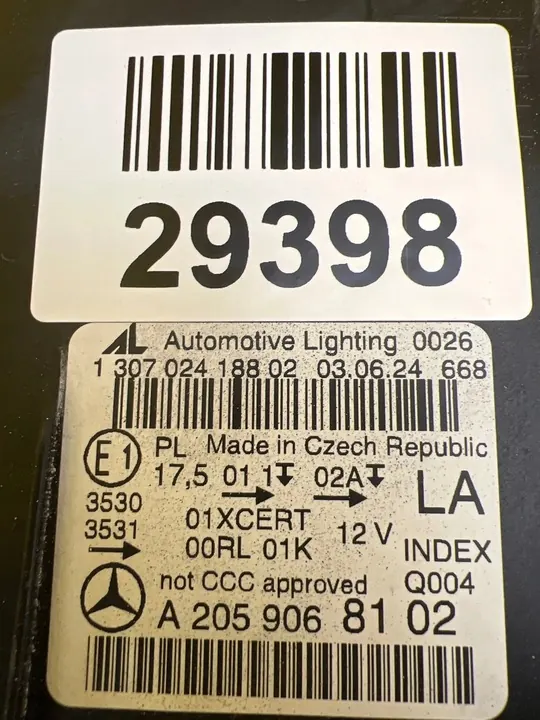 29398
AL Automotive Lighting 0026
1 307 024 188 02 03.06.24 668
E1 PL Made in Czech Republic
17,5 01 1 02A LA
3530
3531
01XCERT 12 V
00RL 01K INDEX
not CCC approved Q004
A 205 906 81 02